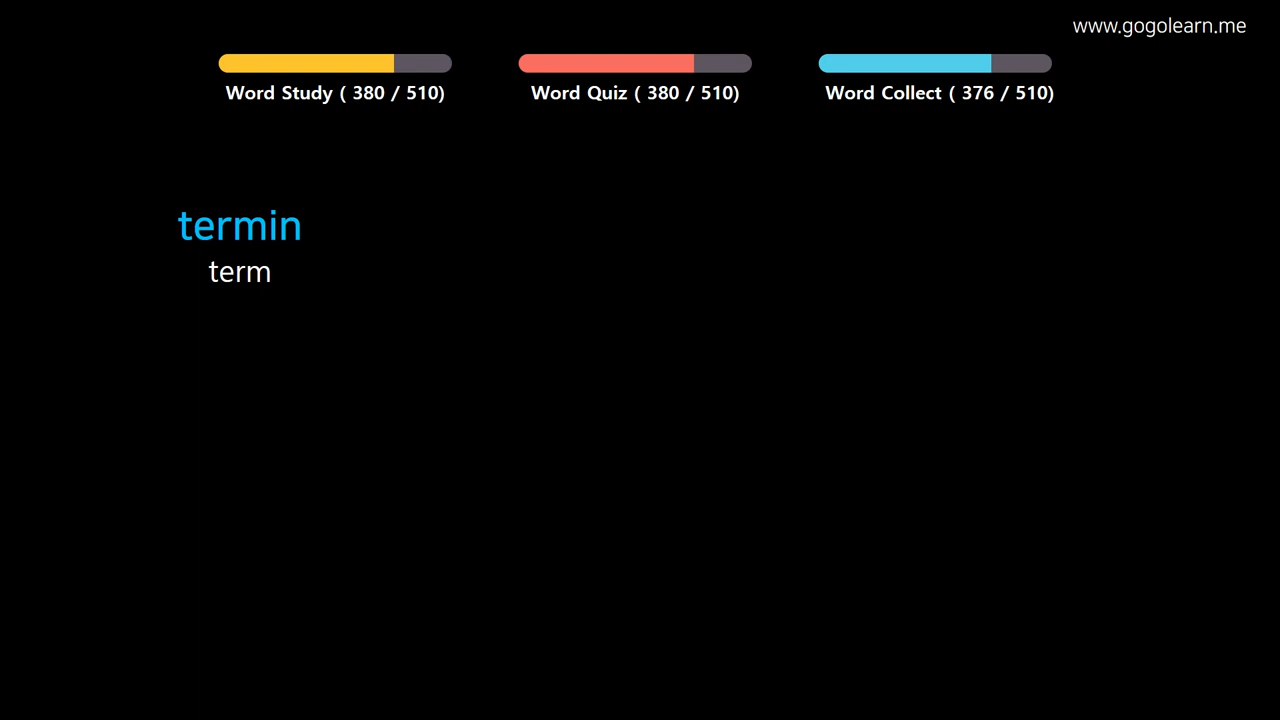 www.gogolearn.me
Word Study ( 380 / 510)
Word Quiz ( 380 / 510)
Word Collect ( 376 / 510)
termin
term